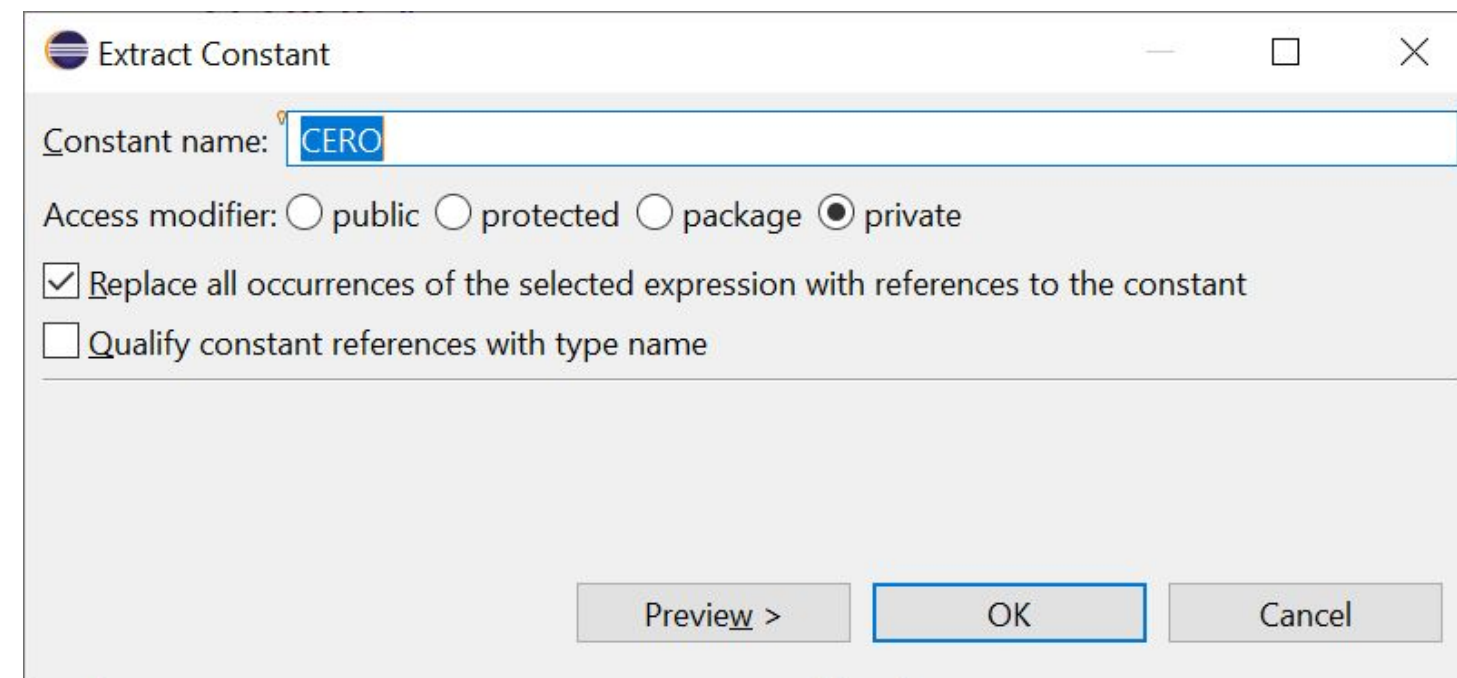 Extract Constant
Constant name: CERO
Access modifier: public protected package private
Replace all occurrences of the selected expression with references to the constant
Qualify constant references with type name
Preview > OK Cancel